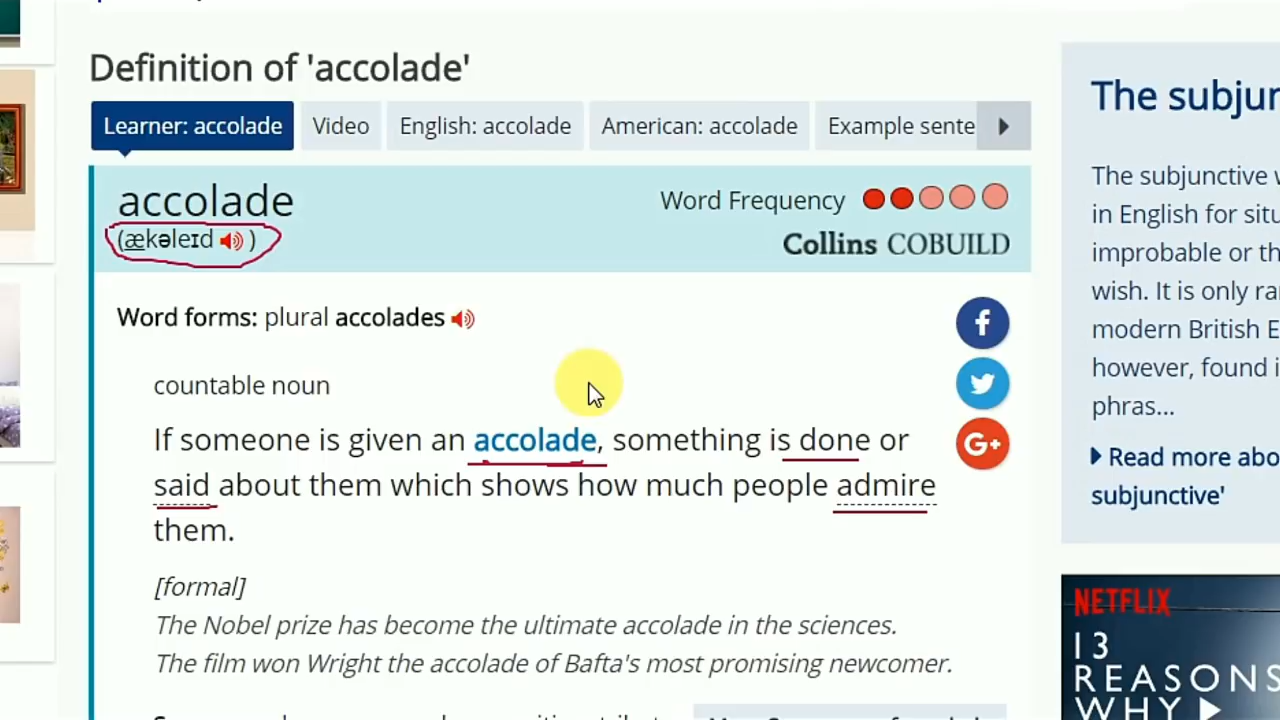 Definition of 'accolade'
Learner: accolade
Video
English: accolade
American: accolade
Example sente
accolade
Word Frequency
(ækəleɪd )
Collins COBUILD
Word forms: plural accolades
countable noun
If someone is given an accolade, something is done or
said about them which shows how much people admire
them.
[formal]
The Nobel prize has become the ultimate accolade in the sciences.
The film won Wright the accolade of Bafta's most promising newcomer.
f
G+
The subjun
The subjunctive
in English for situ
improbable or th
wish. It is only ra
modern British E
however, found i
phras...
Read more abo
subjunctive'
NETFLIX
13
REASONS
WHY